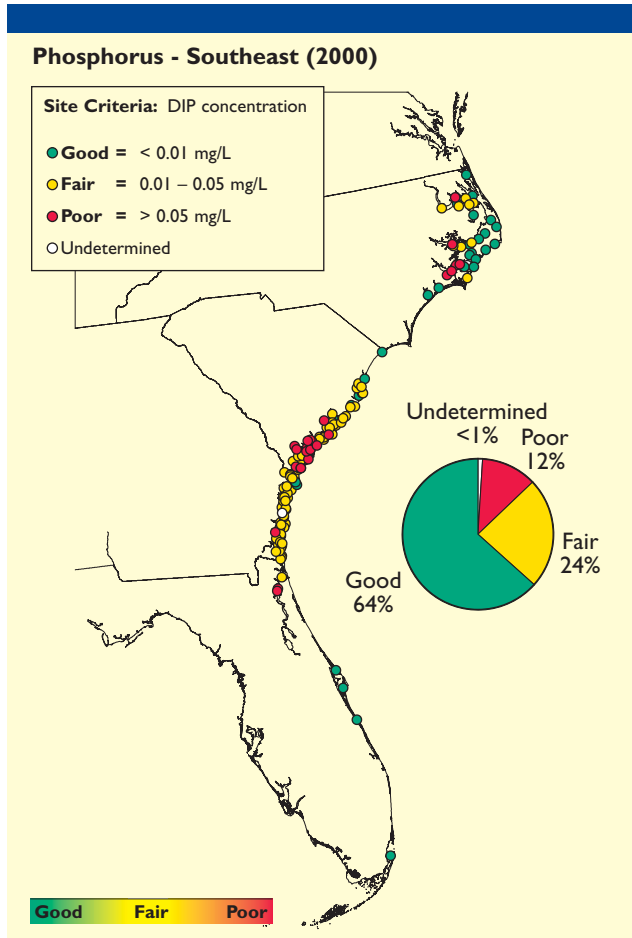 Phosphorus - Southeast (2000)
Site Criteria: DIP concentration
Good = < 0.01 mg/L
Fair = 0.01 – 0.05 mg/L
Poor = > 0.05 mg/L
Undetermined
Undetermined
<1%
Poor
12%
Fair
24%
Good
64%
Good Fair Poor